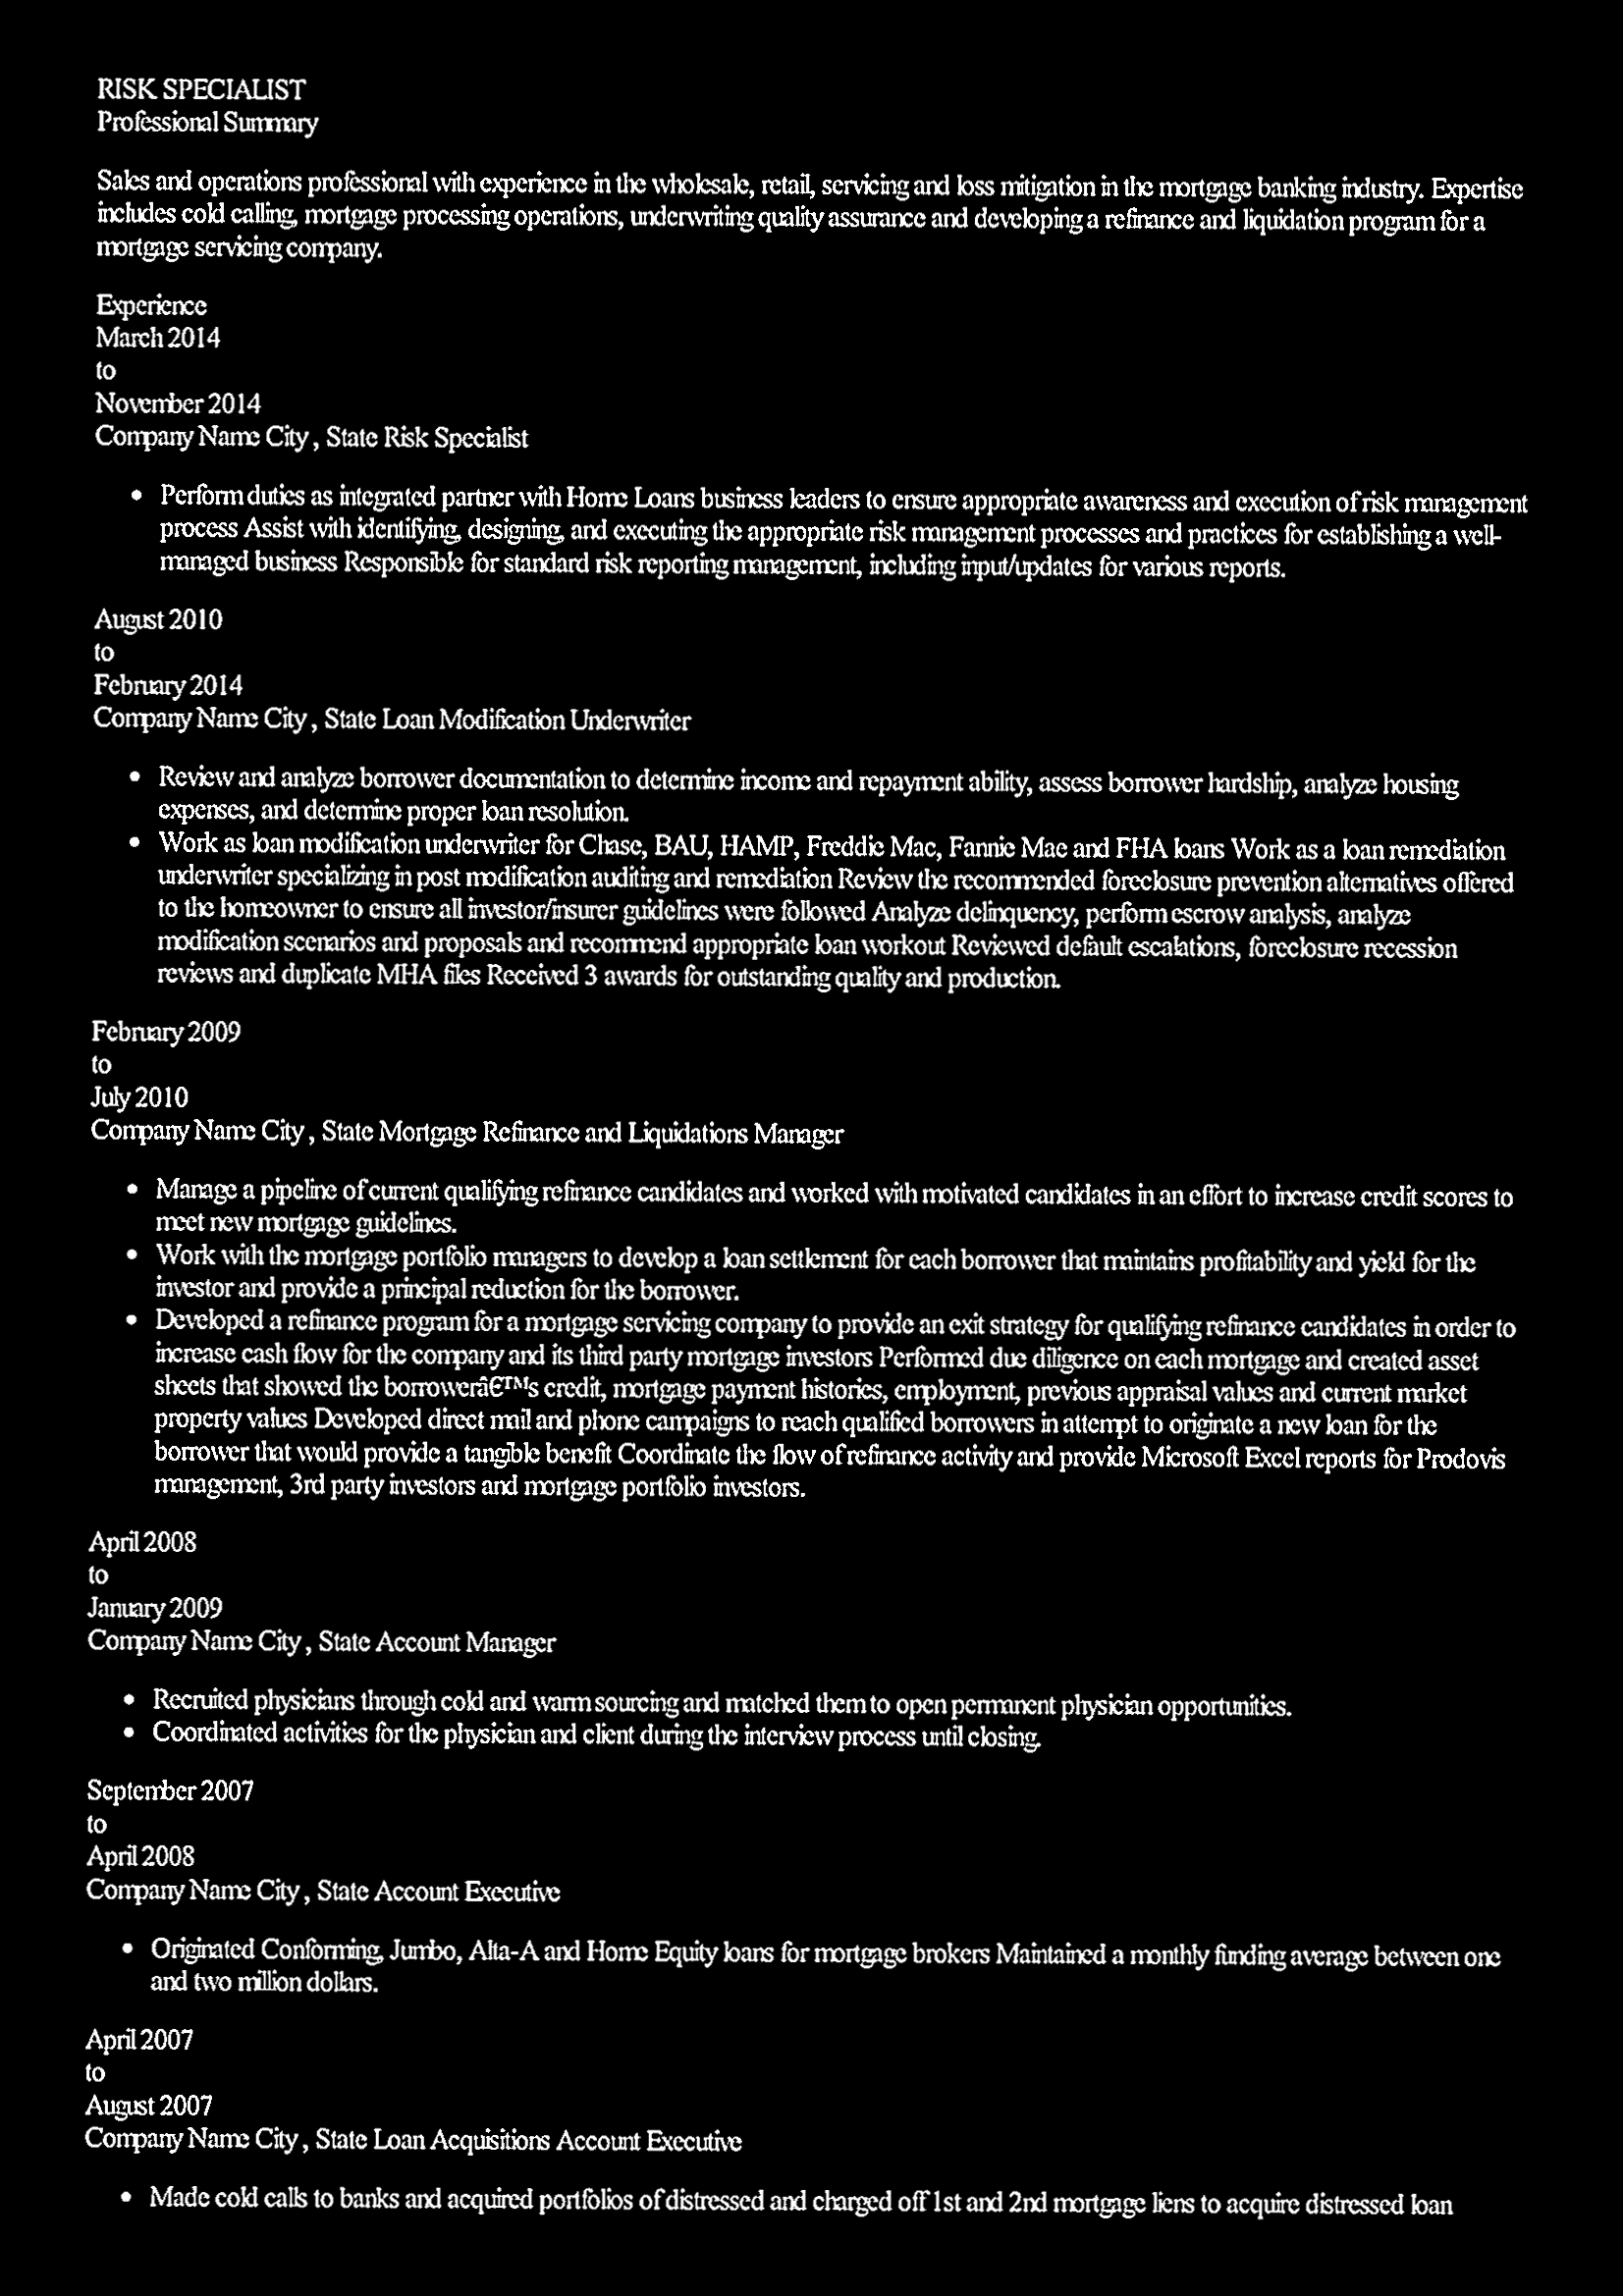 RISK SPECIALIST
Professional Summary
Sales and operations professional with experience in the wholesale, retail, servicing and loss mitigation in the mortgage banking industry. Expertise
includes cold calling, mortgage processing operations, underwriting quality assurance and developing a refinance and liquidation program for a
mortgage servicing company.
Experience
March 2014
to
November 2014
Company Name City , State Risk Specialist
• Perform duties as integrated partner with Home Loans business leaders to ensure appropriate awareness and execution of risk management
process Assist with identifying, designing, and executing the appropriate risk management processes and practices for establishing a well-
managed business Responsible for standard risk reporting management, including input/updates for various reports.
August 2010
to
February 2014
Company Name City , State Loan Modification Underwriter
• Review and analyze borrower documentation to determine income and repayment ability, assess borrower hardship, analyze housing
expenses, and determine proper loan resolution.
• Work as loan modification underwriter for Chase, BAU, HAMP, Freddie Mac, Fannie Mae and FHA loans Work as a loan remediation
underwriter specializing in post modification auditing and remediation Review the recommended foreclosure prevention alternatives offered
to the homeowner to ensure all investor/insurer guidelines were followed Analyze delinquency, perform escrow analysis, analyze
modification scenarios and proposals and recommend appropriate loan workout Reviewed default escalations, foreclosure recession
reviews and duplicate MHA files Received 3 awards for outstanding quality and production.
February 2009
to
July 2010
Company Name City , State Mortgage Refinance and Liquidations Manager
• Manage a pipeline of current qualifying refinance candidates and worked with motivated candidates in an effort to increase credit scores to
meet new mortgage guidelines.
• Work with the mortgage portfolio managers to develop a loan settlement for each borrower that maintains profitability and yield for the
investor and provide a principal reduction for the borrower.
• Developed a refinance program for a mortgage servicing company to provide an exit strategy for qualifying refinance candidates in order to
increase cash flow for the company and its third party mortgage investors Performed due diligence on each mortgage and created asset
sheets that showed the borrowerâ€™s credit, mortgage payment histories, employment, previous appraisal values and current market
property values Developed direct mail and phone campaigns to reach qualified borrowers in attempt to originate a new loan for the
borrower that would provide a tangible benefit Coordinate the flow of refinance activity and provide Microsoft Excel reports for Prodovis
management, 3rd party investors and mortgage portfolio investors.
April 2008
to
January 2009
Company Name City , State Account Manager
• Recruited physicians through cold and warm sourcing and matched them to open permanent physician opportunities.
• Coordinated activities for the physician and client during the interview process until closing.
September 2007
to
April 2008
Company Name City , State Account Executive
• Originated Conforming, Jumbo, Alta-A and Home Equity loans for mortgage brokers Maintained a monthly funding average between one
and two million dollars.
April 2007
to
August 2007
Company Name City , State Loan Acquisitions Account Executive
• Made cold calls to banks and acquired portfolios of distressed and charged off 1st and 2nd mortgage liens to acquire distressed loan